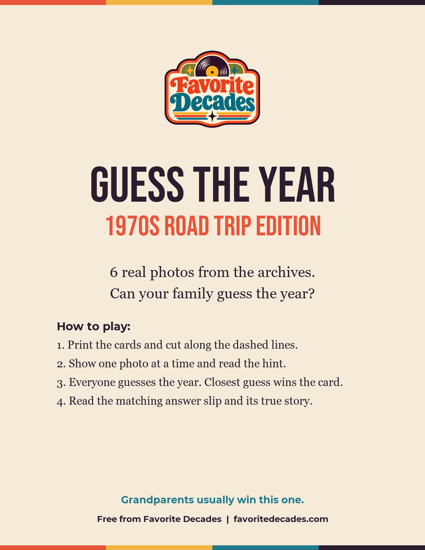 Favorite
Decades
GUESS THE YEAR
1970S ROAD TRIP EDITION
6 real photos from the archives.
Can your family guess the year?
How to play:
1. Print the cards and cut along the dashed lines.
2. Show one photo at a time and read the hint.
3. Everyone guesses the year. Closest guess wins the card.
4. Read the matching answer slip and its true story.
Grandparents usually win this one.
Free from Favorite Decades | favoritedecades.com